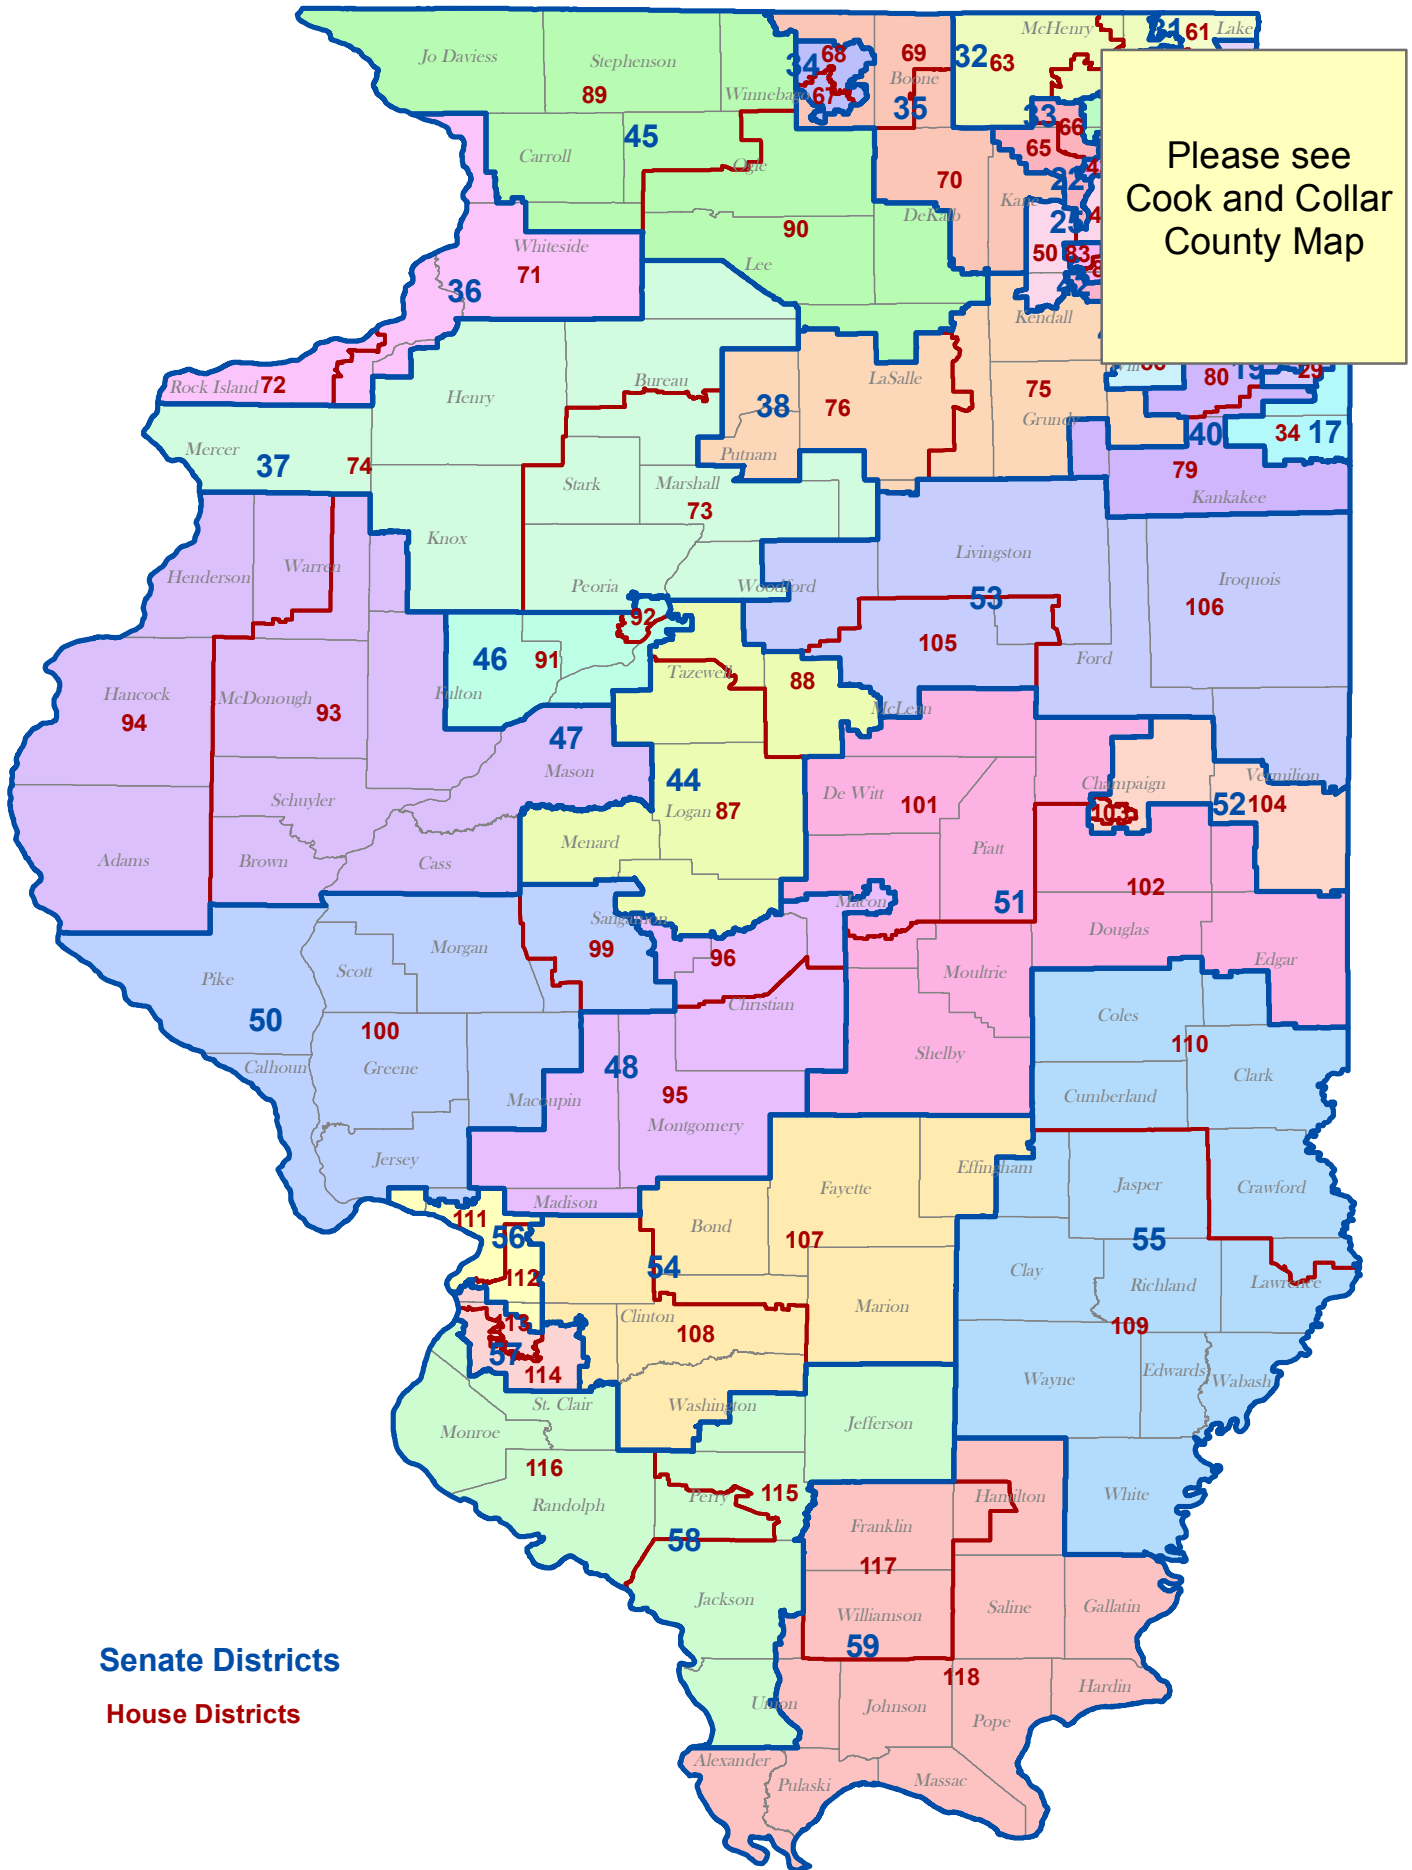 McHenry
31
61
Lake
Jo Daviess
Stephenson
34
68
69
32
63
89
Winnebago
67
Boone
35
33
66
Please see
Cook and Collar
County Map
45
Carroll
Ogle
65
70
22
Kane
DeKalb
25
90
Whiteside
71
Lee
50
83
36
42
Kendall
Rock Island
72
Bureau
LaSalle
80
19
29
Henry
38
76
75
Grundy
Mercer
37
74
Putnam
40
34
17
79
Stark
Marshall
Kankakee
73
Knox
Livingston
Henderson
Warren
Peoria
Woodford
53
Iroquois
106
92
105
46
91
Ford
Tazewell
88
Hancock
McDonough
Fulton
94
93
McLean
47
Mason
44
De Witt
Champaign
Vermilion
Schuyler
Logan
87
101
103
52
104
Menard
Piatt
Adams
Brown
Cass
102
Macon
51
Sangamon
Douglas
Morgan
99
96
Pike
Scott
Moultrie
Edgar
Christian
50
100
Coles
110
Calhoun
Greene
48
Shelby
Clark
Macoupin
95
Cumberland
Montgomery
Jersey
Effingham
Fayette
Jasper
Crawford
Madison
111
Bond
56
107
55
54
Clay
112
Richland
Lawrence
Marion
Clinton
113
108
109
57
114
Wayne
Edwards
Wabash
St. Clair
Washington
Monroe
Jefferson
116
115
Hamilton
White
Randolph
Perry
Franklin
58
117
Jackson
Williamson
Saline
Gallatin
59
Senate Districts
118
Hardin
House Districts
Union
Johnson
Pope
Alexander
Pulaski
Massac